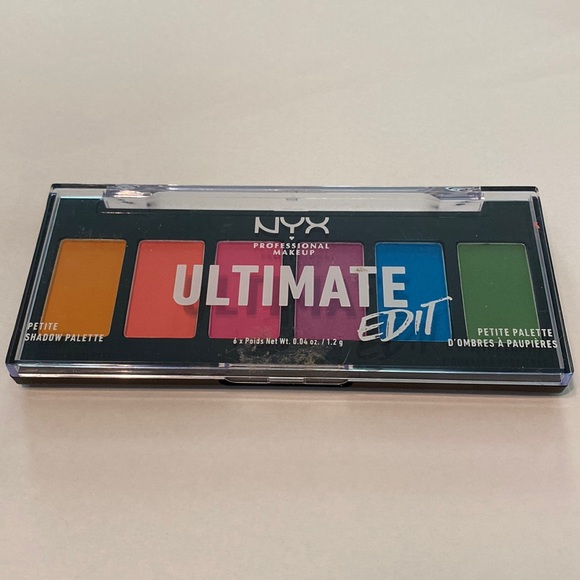 NYX
PROFESSIONAL
MAKEUP
ULTIMATE
EDIT
PETITE
SHADOW PALETTE
6 x Poids Net Wt. 0.04 oz. / 1.2 g
PETITE PALETTE
D'OMBRES À PAUPIÈRES